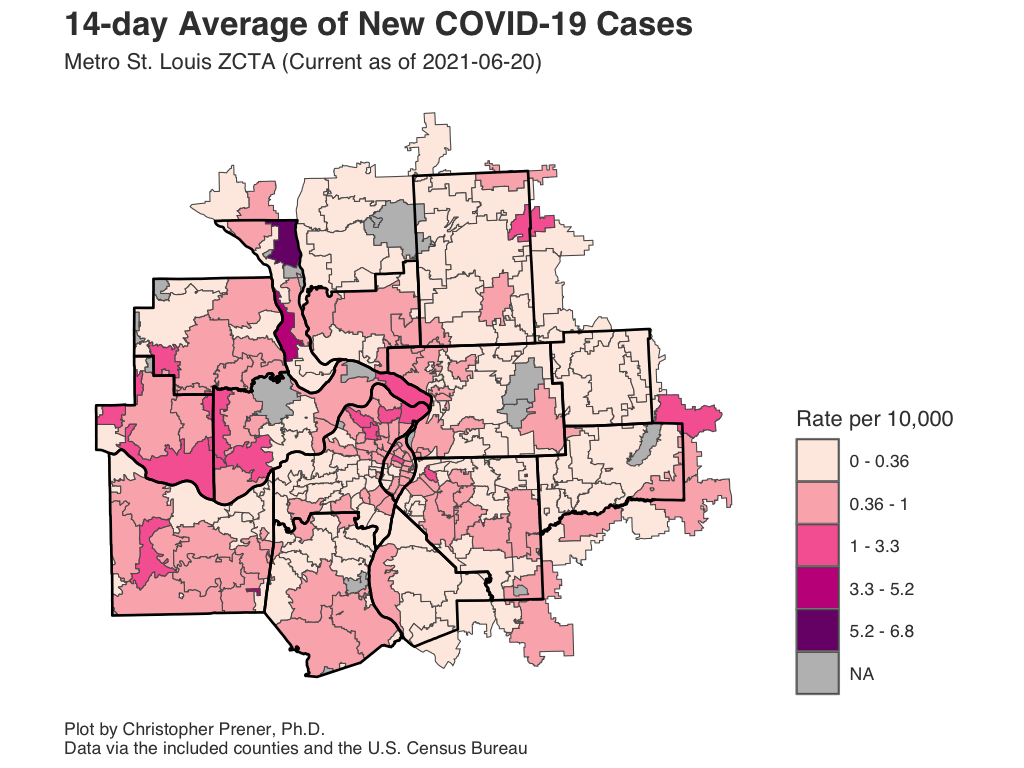 14-day Average of New COVID-19 Cases
Metro St. Louis ZCTA (Current as of 2021-06-20)
Rate per 10,000
0 - 0.36
0.36 - 1
1 - 3.3
3.3 - 5.2
5.2 - 6.8
NA
Plot by Christopher Prener, Ph.D.
Data via the included counties and the U.S. Census Bureau